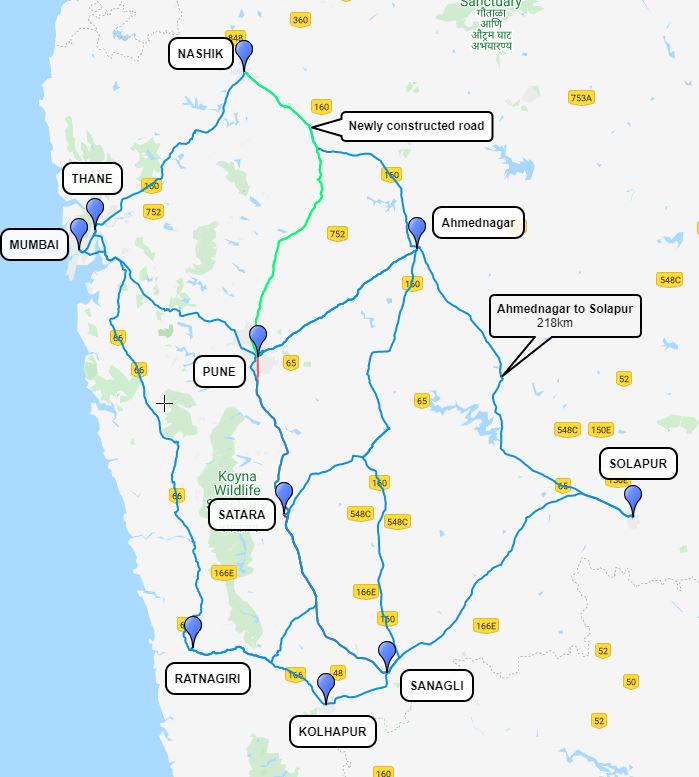 Sanctuary
गौताळा
आणि
औट्रम घाट
अभयारण्य
360
848
NASHIK
753A
160
Newly constructed road
THANE
160
160
752
MUMBAI
752
Ahmednagar
160
548C
Ahmednagar to Solapur
218km
65
PUNE
65
66
52
65
548C
150E
SOLAPUR
Koyna
Wildlife
160
65
150E
66
SATARA
548C
548C
166E
166E
160
166E
52
RATNAGIRI
166
48
SANAGLI
50
52
KOLHAPUR
160